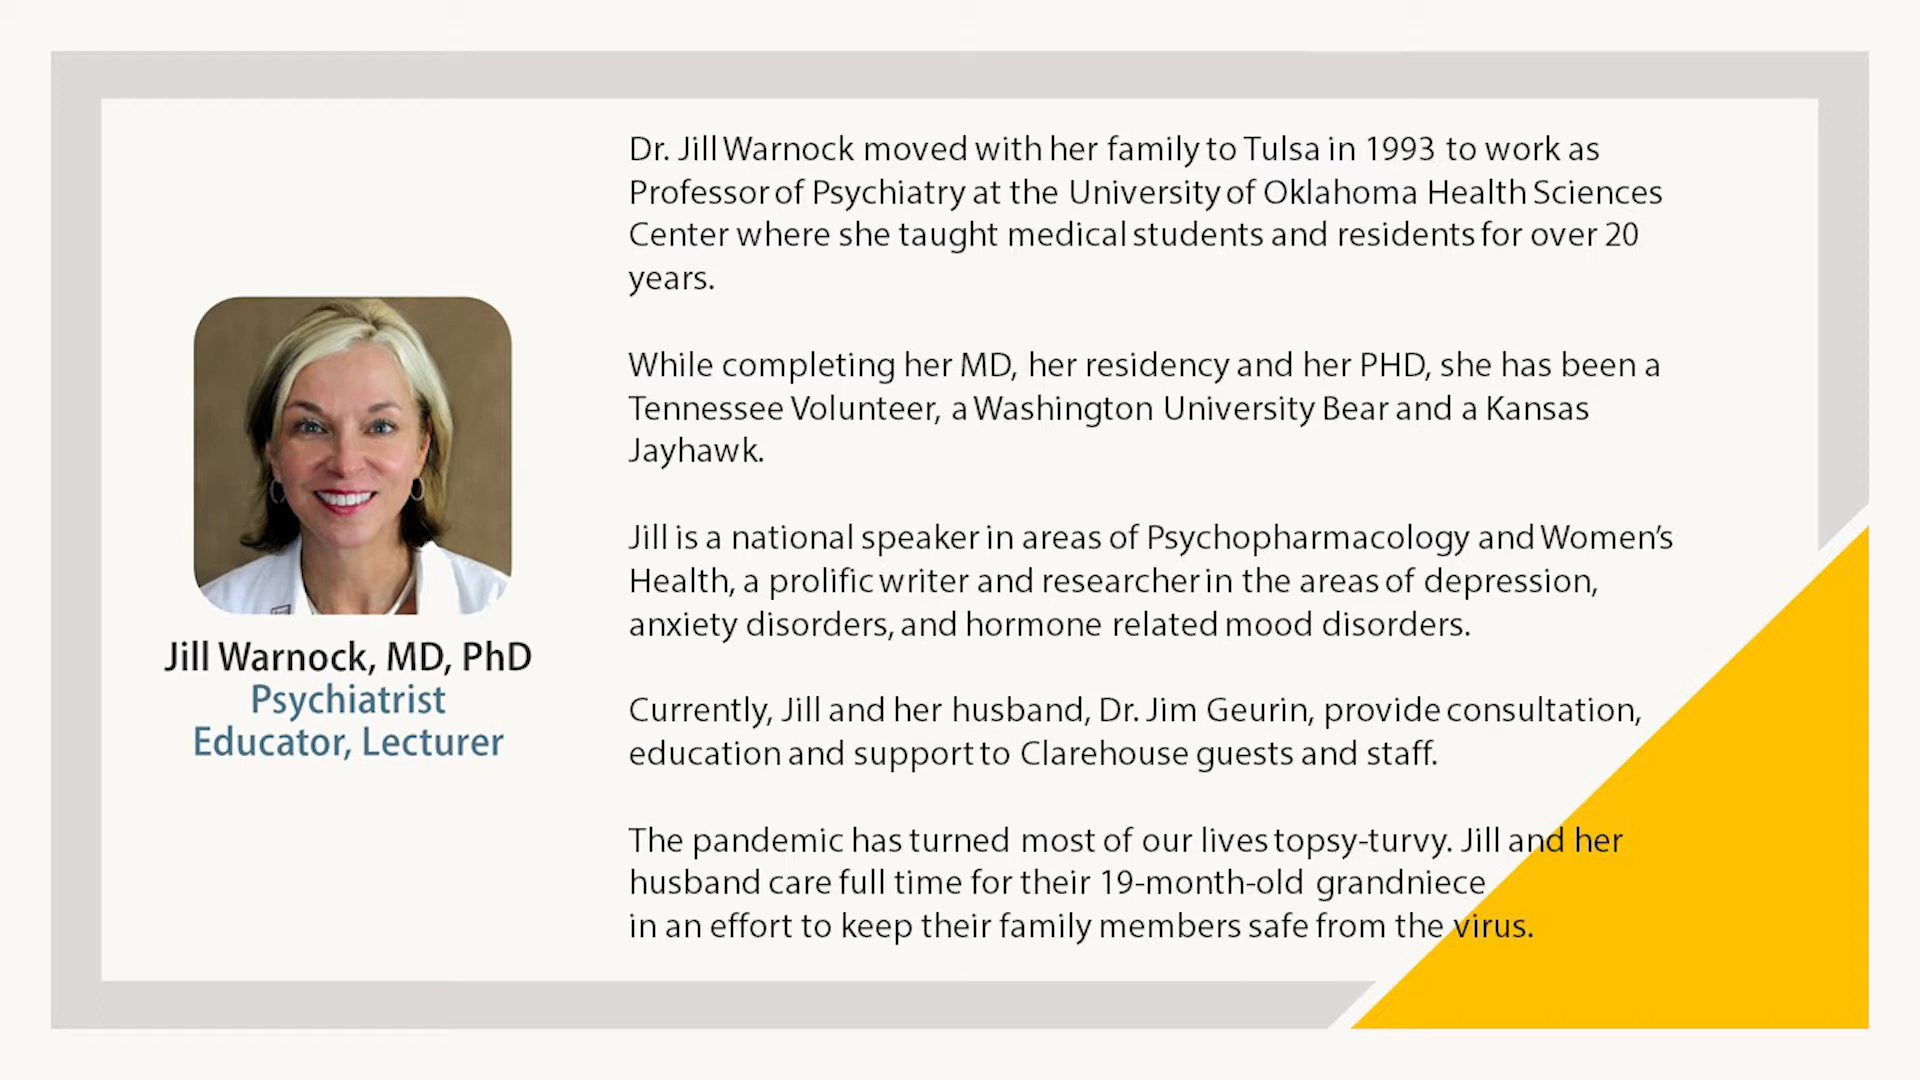 Dr. Jill Warnock moved with her family to Tulsa in 1993 to work as
Professor of Psychiatry at the University of Oklahoma Health Sciences
Center where she taught medical students and residents for over 20
years.
While completing her MD, her residency and her PHD, she has been a
Tennessee Volunteer, a Washington University Bear and a Kansas
Jayhawk.
Jill is a national speaker in areas of Psychopharmacology and Women’s
Health, a prolific writer and researcher in the areas of depression,
anxiety disorders, and hormone related mood disorders.
Currently, Jill and her husband, Dr. Jim Geurin, provide consultation,
education and support to Clarehouse guests and staff.
The pandemic has turned most of our lives topsy-turvy. Jill and her
husband care full time for their 19-month-old grandniece
in an effort to keep their family members safe from the virus.
Jill Warnock, MD, PhD
Psychiatrist
Educator, Lecturer